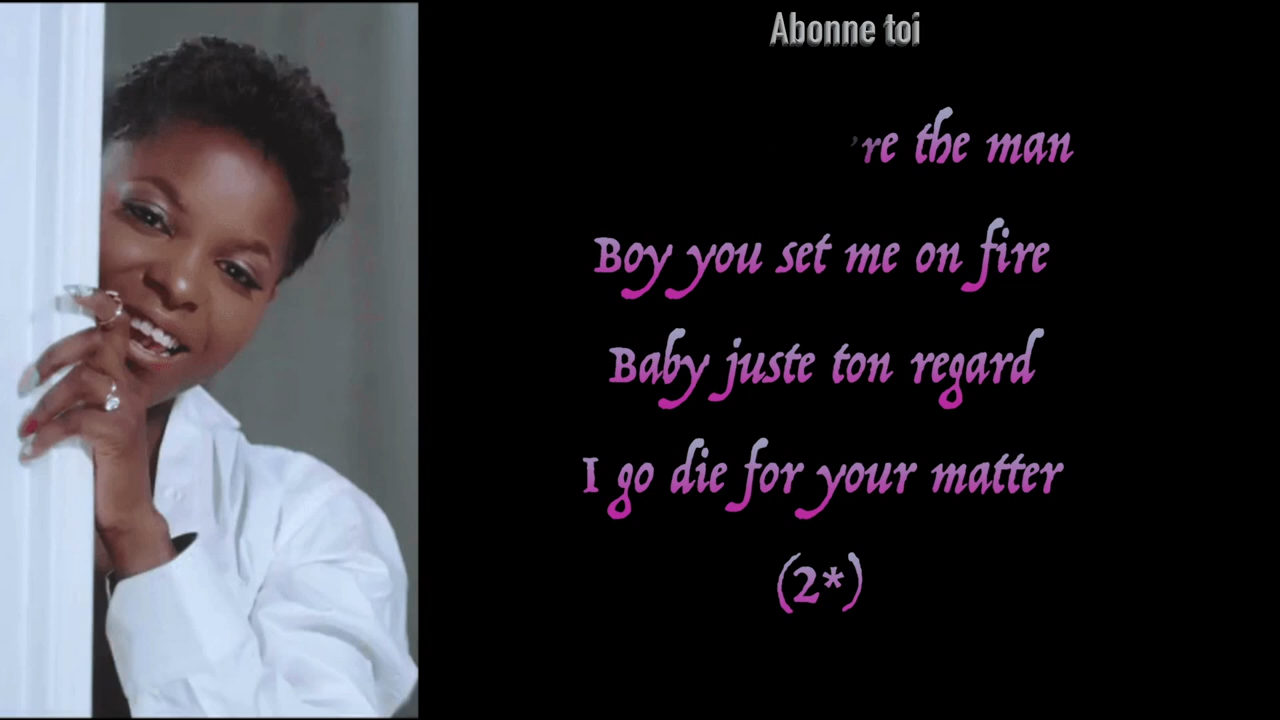 Abonne toi
're the man
Boy you set me on fire
Baby juste ton regard
I go die for your matter
(2*)